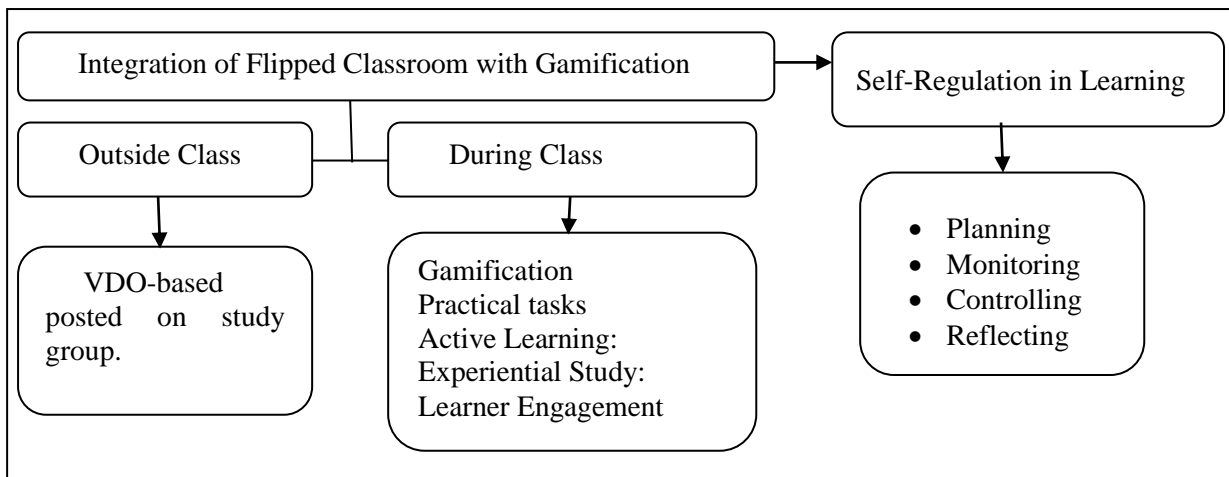 Integration of Flipped Classroom with Gamification
Self-Regulation in Learning
Outside Class
During Class
VDO-based
posted on study
group.
Gamification
Practical tasks
Active Learning:
Experiential Study:
Learner Engagement
• Planning
• Monitoring
• Controlling
• Reflecting